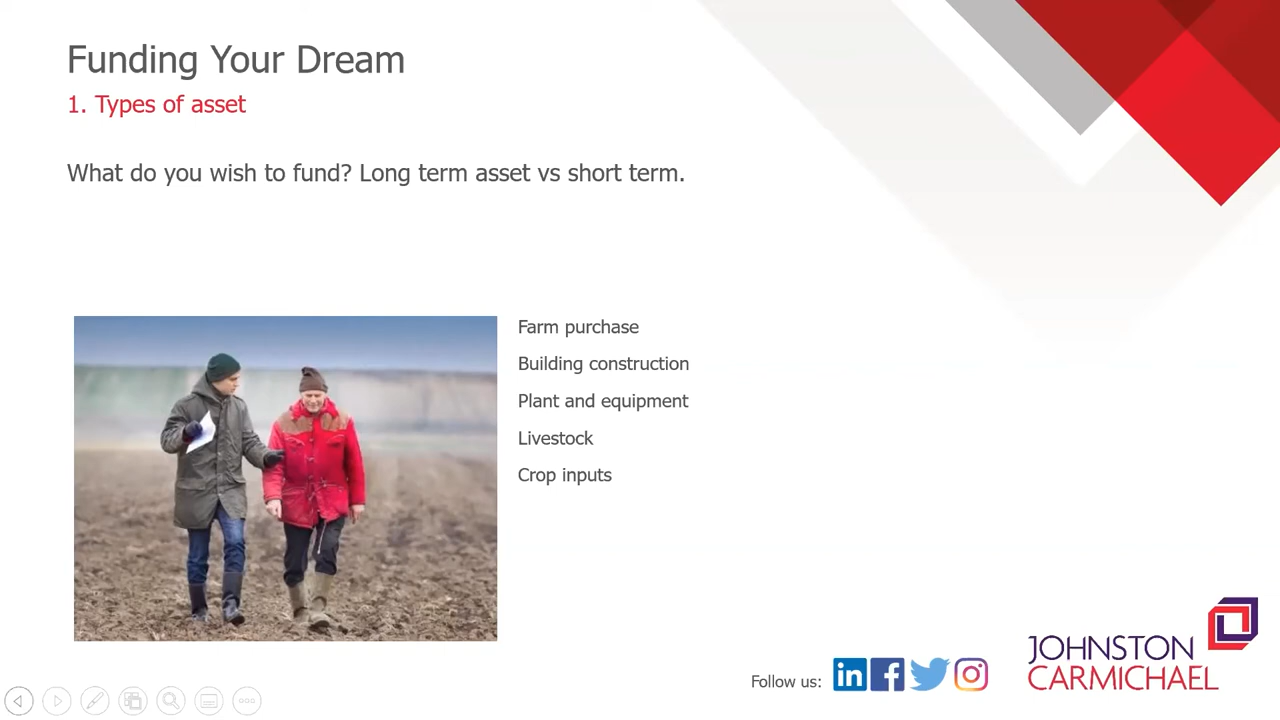 Funding Your Dream
1. Types of asset
What do you wish to fund? Long term asset vs short term.
Farm purchase
Building construction
Plant and equipment
Livestock
Crop inputs
Follow us:
JOHNSTON
CARMICHAEL